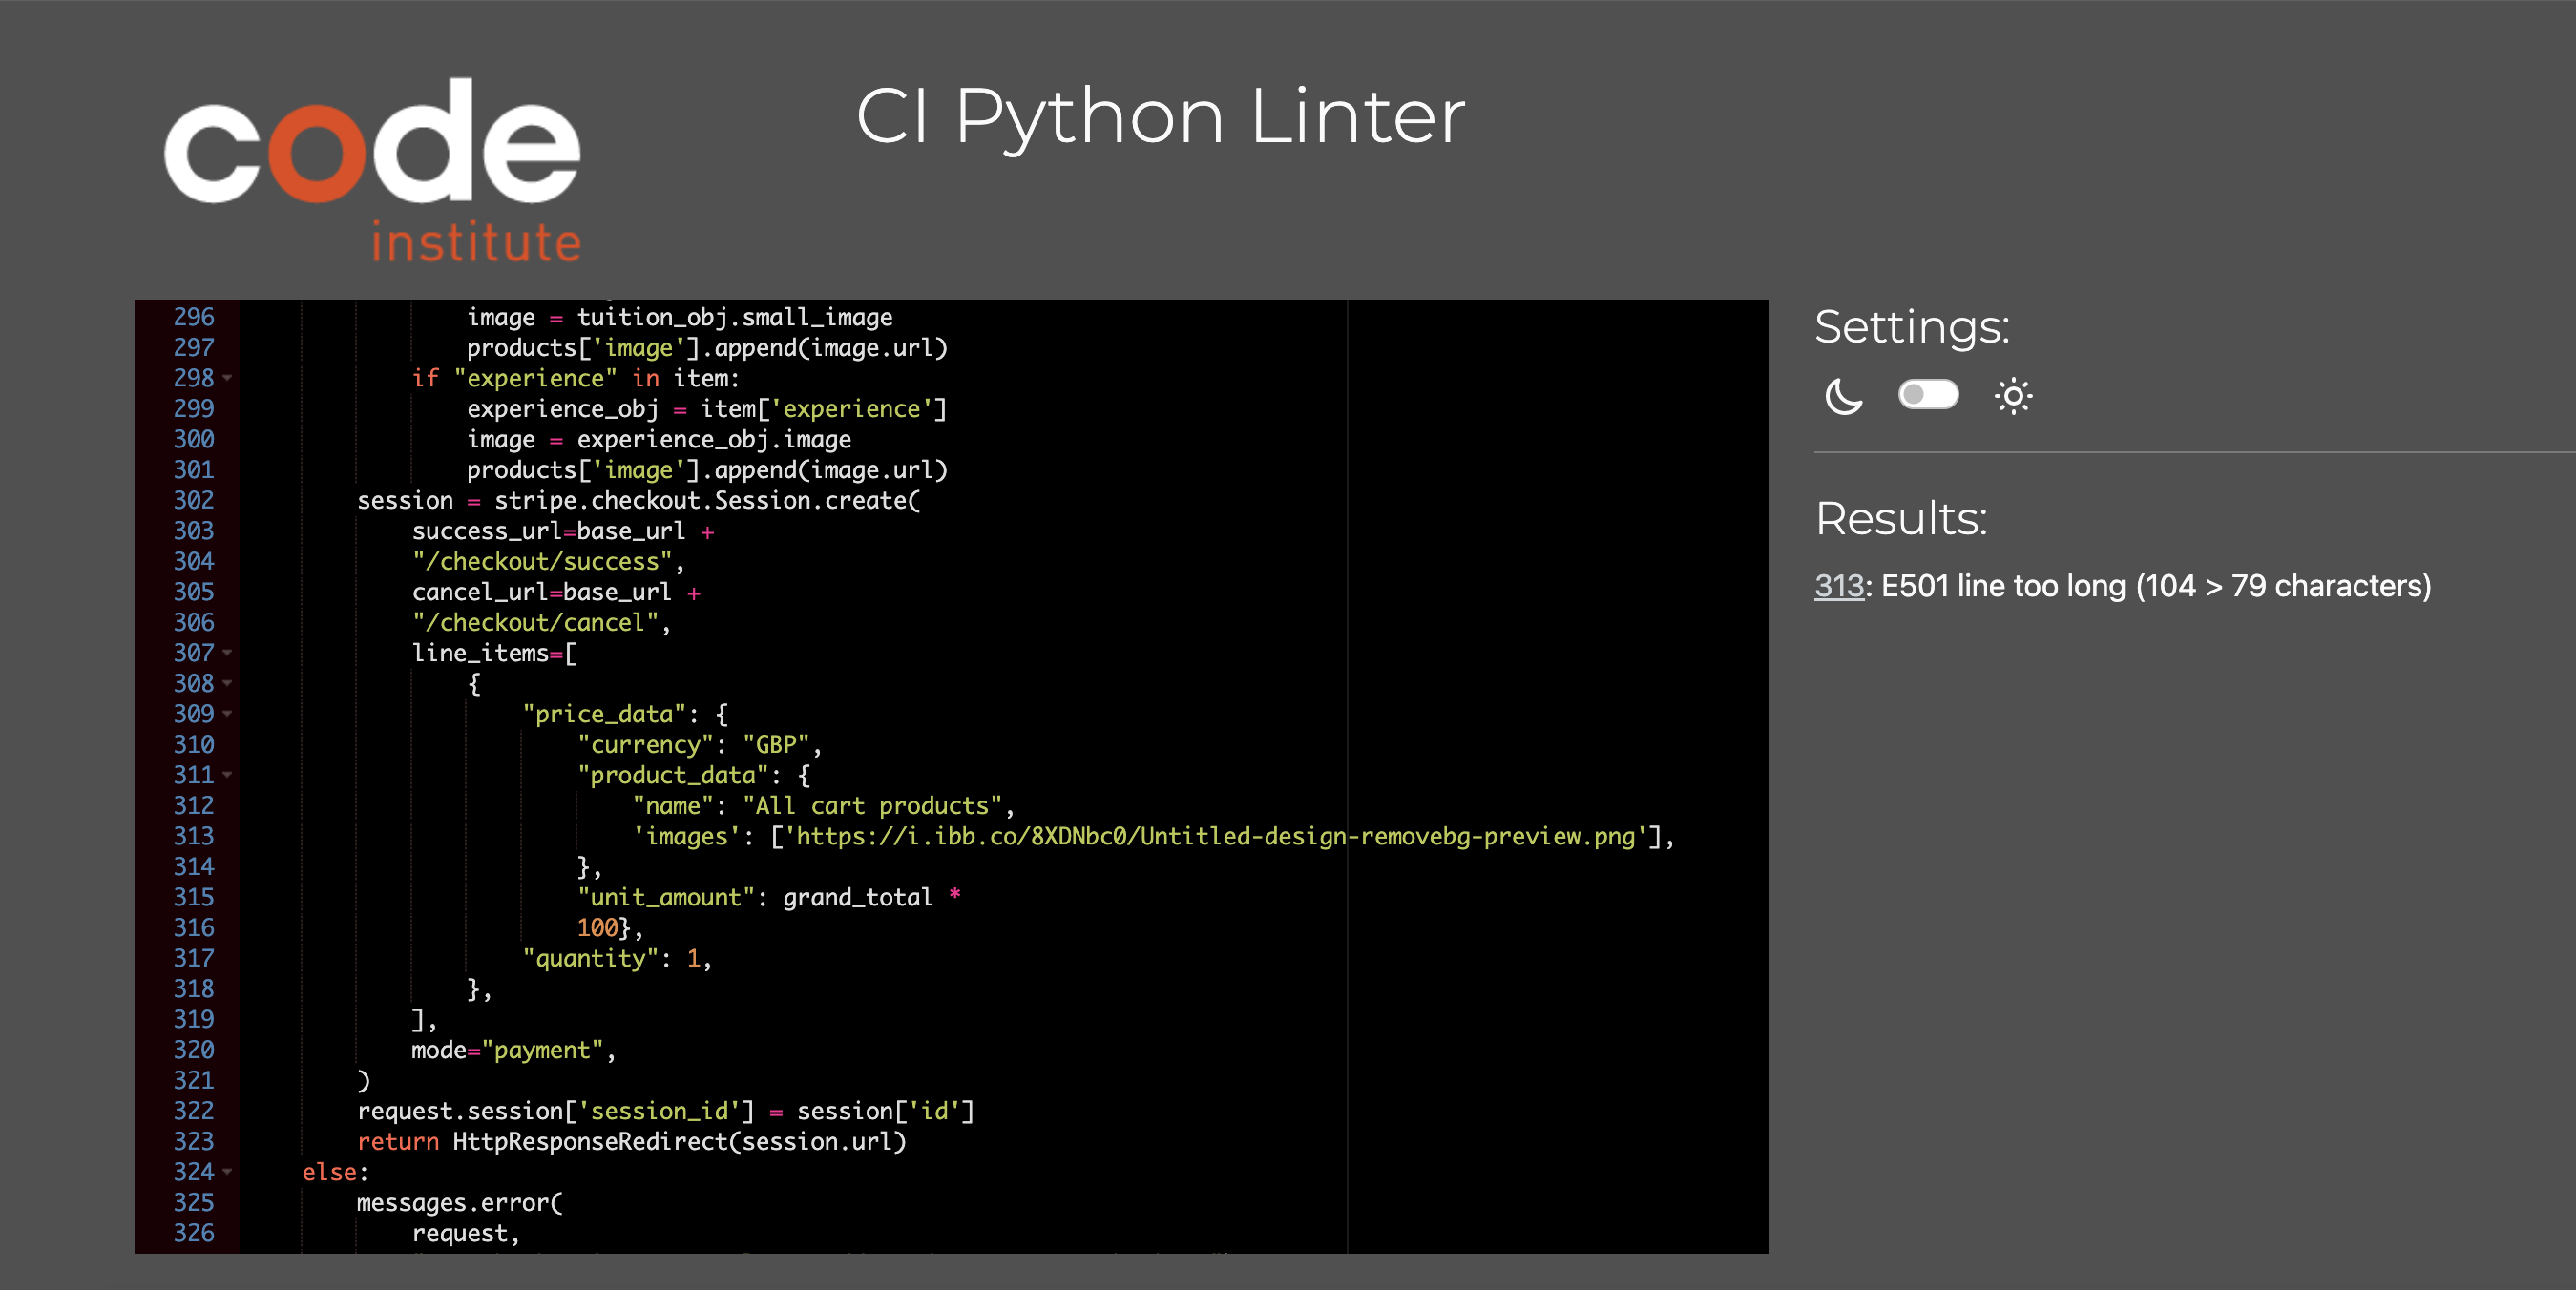 code
institute
CI Python Linter
296 image = tuition_obj.small_image
297 products['image'].append(image.url)
298 if "experience" in item:
299 experience_obj = item['experience']
300 image = experience_obj.image
301 products['image'].append(image.url)
302 session = stripe.checkout.Session.create(
303 success_url=base_url +
304 "/checkout/success",
305 cancel_url=base_url +
306 "/checkout/cancel",
307 line_items=[
308 {
309 "price_data": {
310 "currency": "GBP",
311 "product_data": {
312 "name": "All cart products",
313 'images': ['https://i.ibb.co/8XDNbc0/Untitled-design-removebg-preview.png'],
314 },
315 "unit_amount": grand_total *
316 100},
317 "quantity": 1,
318 },
319 ],
320 mode="payment",
321 )
322 request.session['session_id'] = session['id']
323 return HttpResponseRedirect(session.url)
324 else:
325 messages.error(
326 request,
Settings:
Results:
313: E501 line too long (104 > 79 characters)